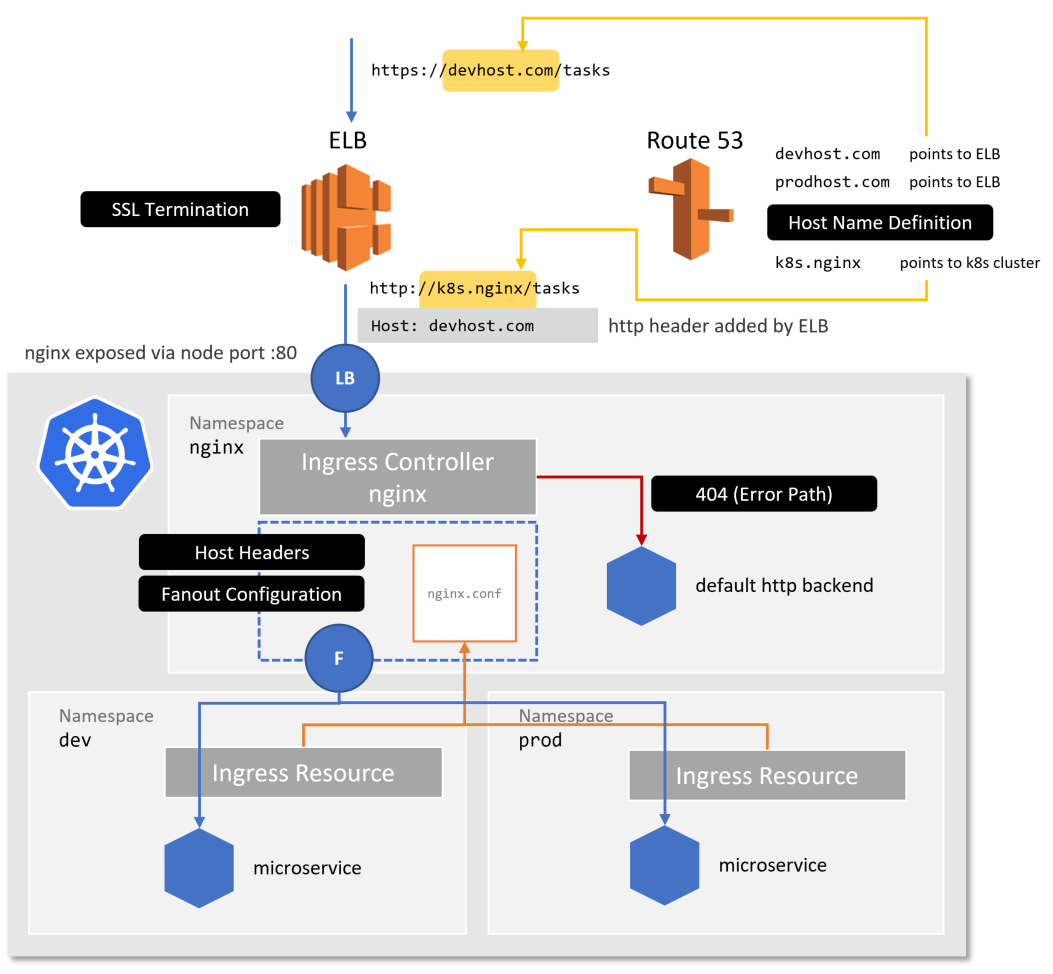 https://devhost.com/tasks
ELB
Route 53
devhost.com points to ELB
prodhost.com points to ELB
SSL Termination
Host Name Definition
k8s.nginx points to k8s cluster
http://k8s.nginx/tasks
Host: devhost.com
http header added by ELB
nginx exposed via node port :80
LB
Namespace
nginx
Ingress Controller
nginx
404 (Error Path)
Host Headers
Fanout Configuration
nginx.conf
default http backend
F
Namespace
dev
Namespace
prod
Ingress Resource
Ingress Resource
microservice
microservice